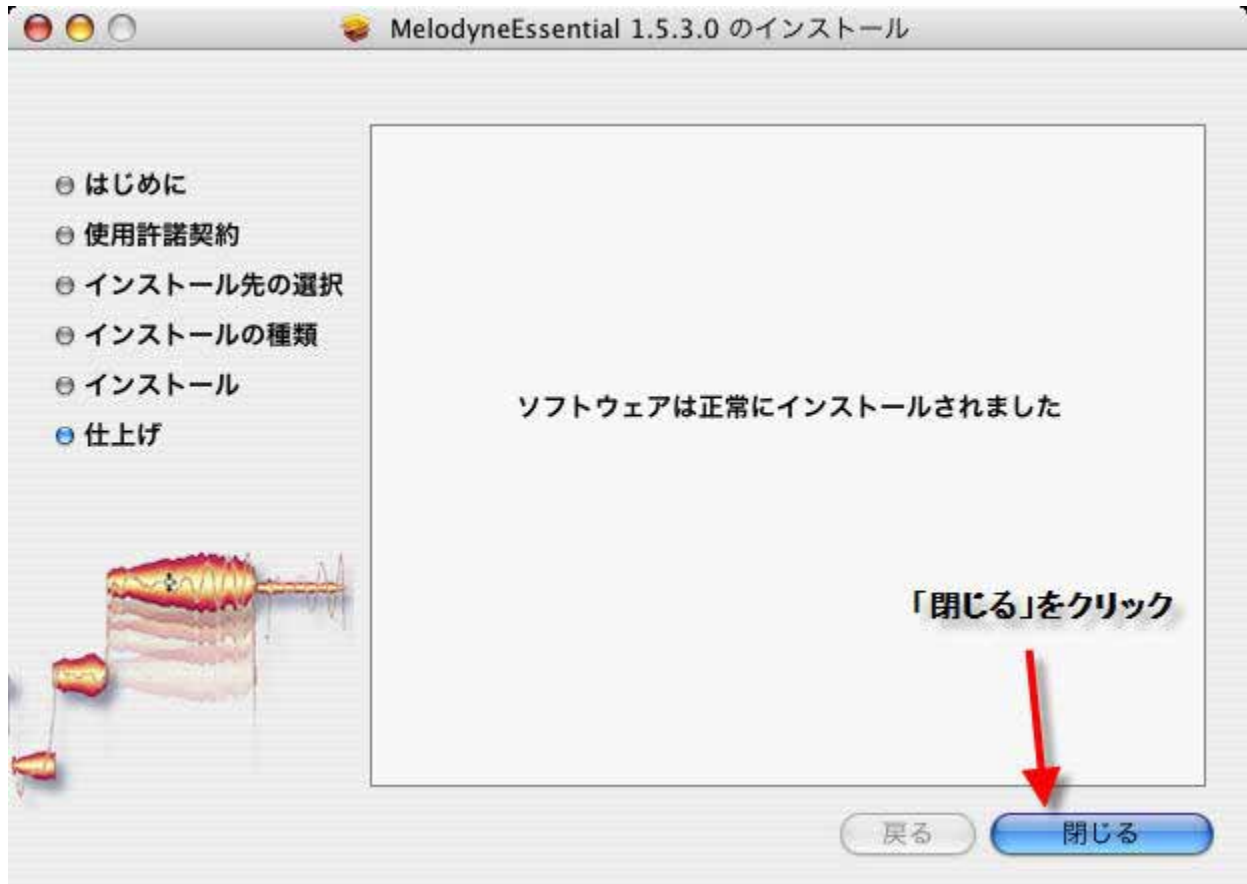 MelodyneEssential 1.5.3.0 のインストール
はじめに
使用許諾契約
インストール先の選択
インストールの種類
インストール
仕上げ
ソフトウェアは正常にインストールされました
「閉じる」をクリック
戻る
閉じる